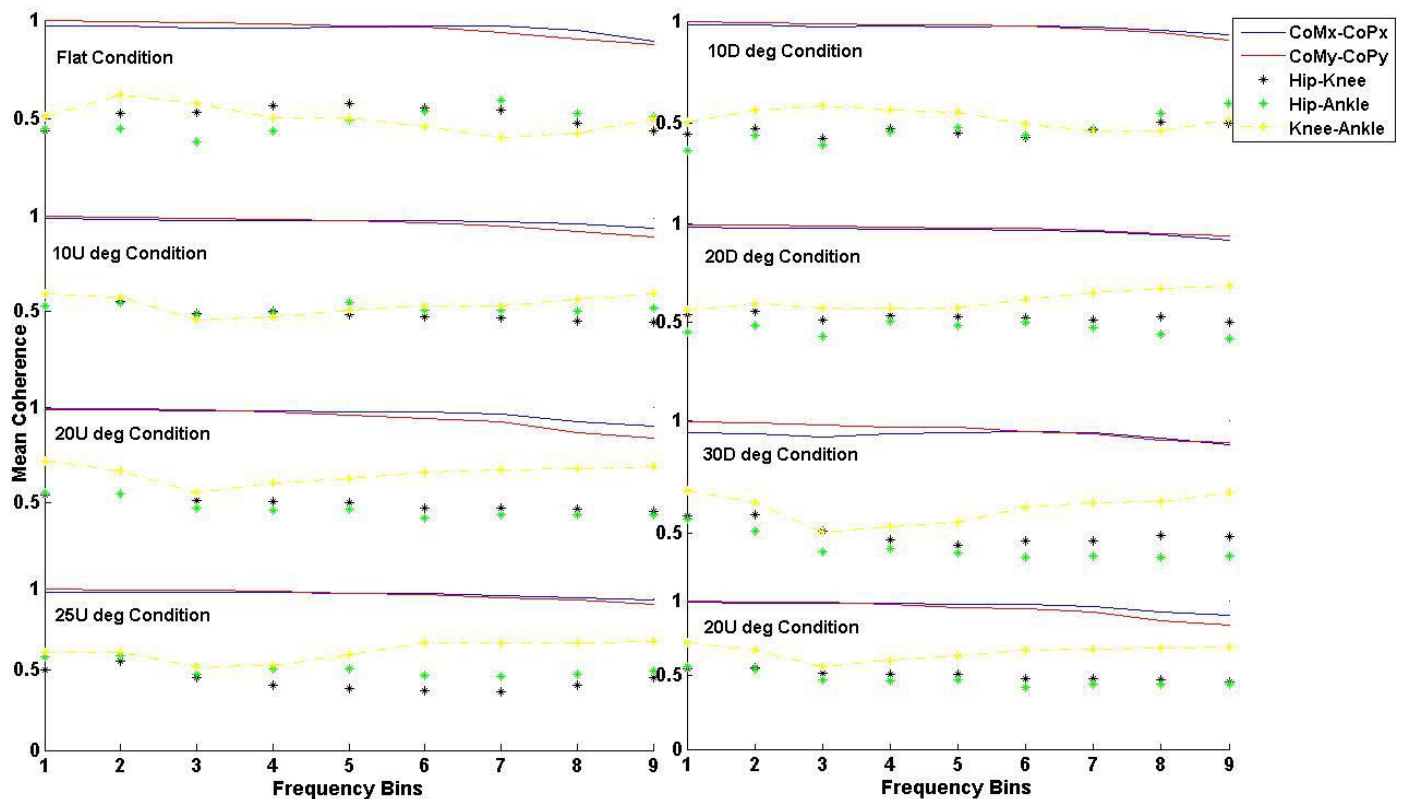 Mean Coherence
1
Flat Condition
0.5
1
10U deg Condition
0.5
1
20U deg Condition
0.5
1
25U deg Condition
0.5
0
1 2 3 4 5 6 7 8 9
Frequency Bins
1
10D deg Condition
0.5
1
20D deg Condition
0.5
1
30D deg Condition
0.5
1
20U deg Condition
0.5
0
1 2 3 4 5 6 7 8 9
Frequency Bins
CoMx-CoPx
CoMy-CoPy
Hip-Knee
Hip-Ankle
Knee-Ankle